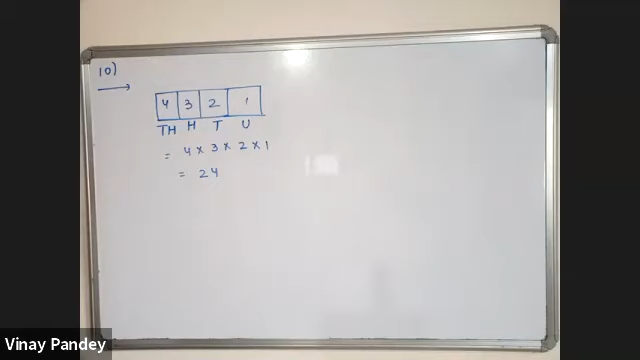 10)
4 3 2 1
TH H T U
= 4 × 3 × 2 × 1
= 24
Vinay Pandey